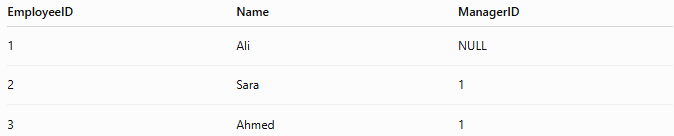 EmployeeID Name ManagerID
1 Ali NULL
2 Sara 1
3 Ahmed 1